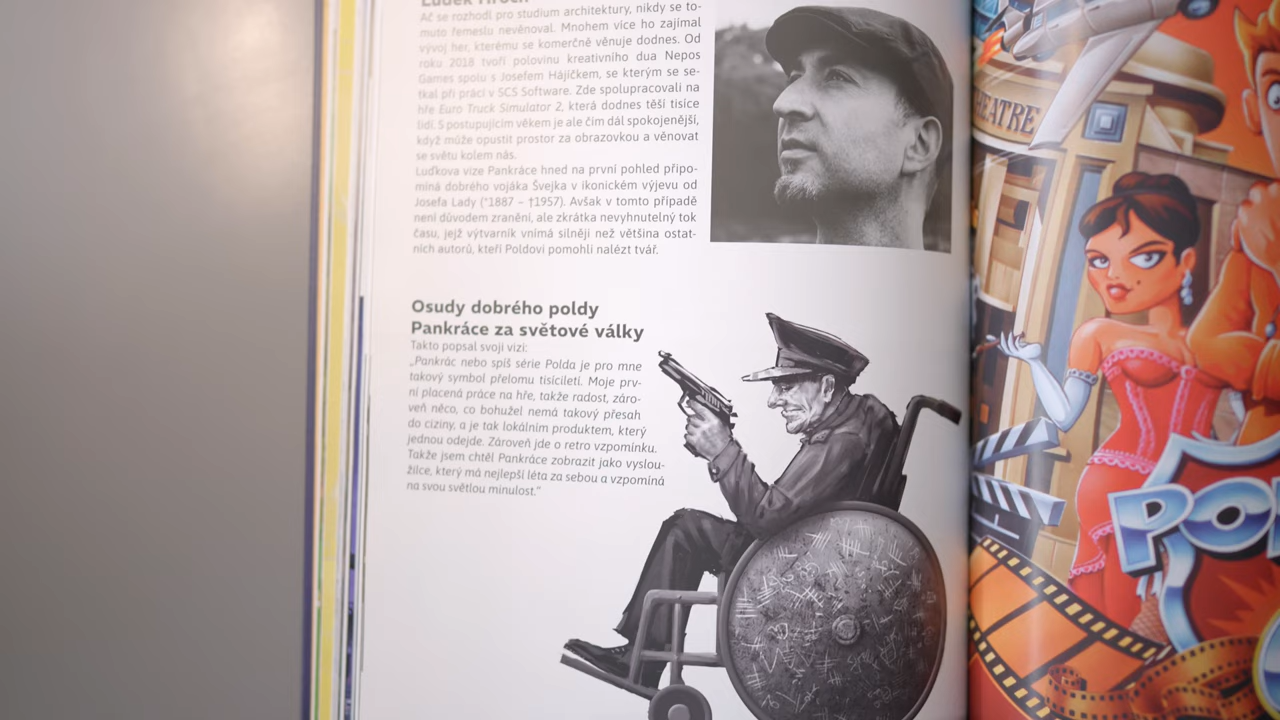 Luděk Hroch
Ač se rozhodl pro studium architektury, nikdy se to-
muto řemeslu nevěnoval. Mnohem více ho zajímal
vývoj her, kterému se komerčně věnuje dodnes. Od
roku 2018 tvoří polovinu kreativního dua Nepos
Games spolu s Josefem Hájíčkem, se kterým se se-
tkal při práci v SCS Software. Zde spolupracovali na
hře Euro Truck Simulator 2, která dodnes těší tisíce
lidí. S postupujícím věkem je ale čím dál spokojenější,
když může opustit prostor za obrazovkou a věnovat
se světu kolem nás.
Luďkova vize Pankráce hned na první pohled připo-
míná dobrého vojáka Švejka v ikonickém výjevu od
Josefa Lady (*1887 – †1957). Avšak v tomto případě
není důvodem zranění, ale zkrátka nevyhnutelný tok
času, jejž výtvarník vnímá silněji než většina ostat-
ních autorů, kteří Poldovi pomohli nalézt tvář.
Osudy dobrého poldy
Pankráce za světové války
Takto popsal svoji vizi:
„Pankrác nebo spíš série Polda je pro mne
takový symbol přelomu tisíciletí. Moje prv-
ní placená práce na hře, takže radost, záro-
veň něco, co bohužel nemá takový přesah
do ciziny, a je tak lokálním produktem, který
jednou odejde. Zároveň jde o retro vzpomínku.
Takže jsem chtěl Pankráce zobrazit jako vyslou-
žilce, který má nejlepší léta za sebou a vzpomíná
na svou světlou minulost."
HEATRE
PO